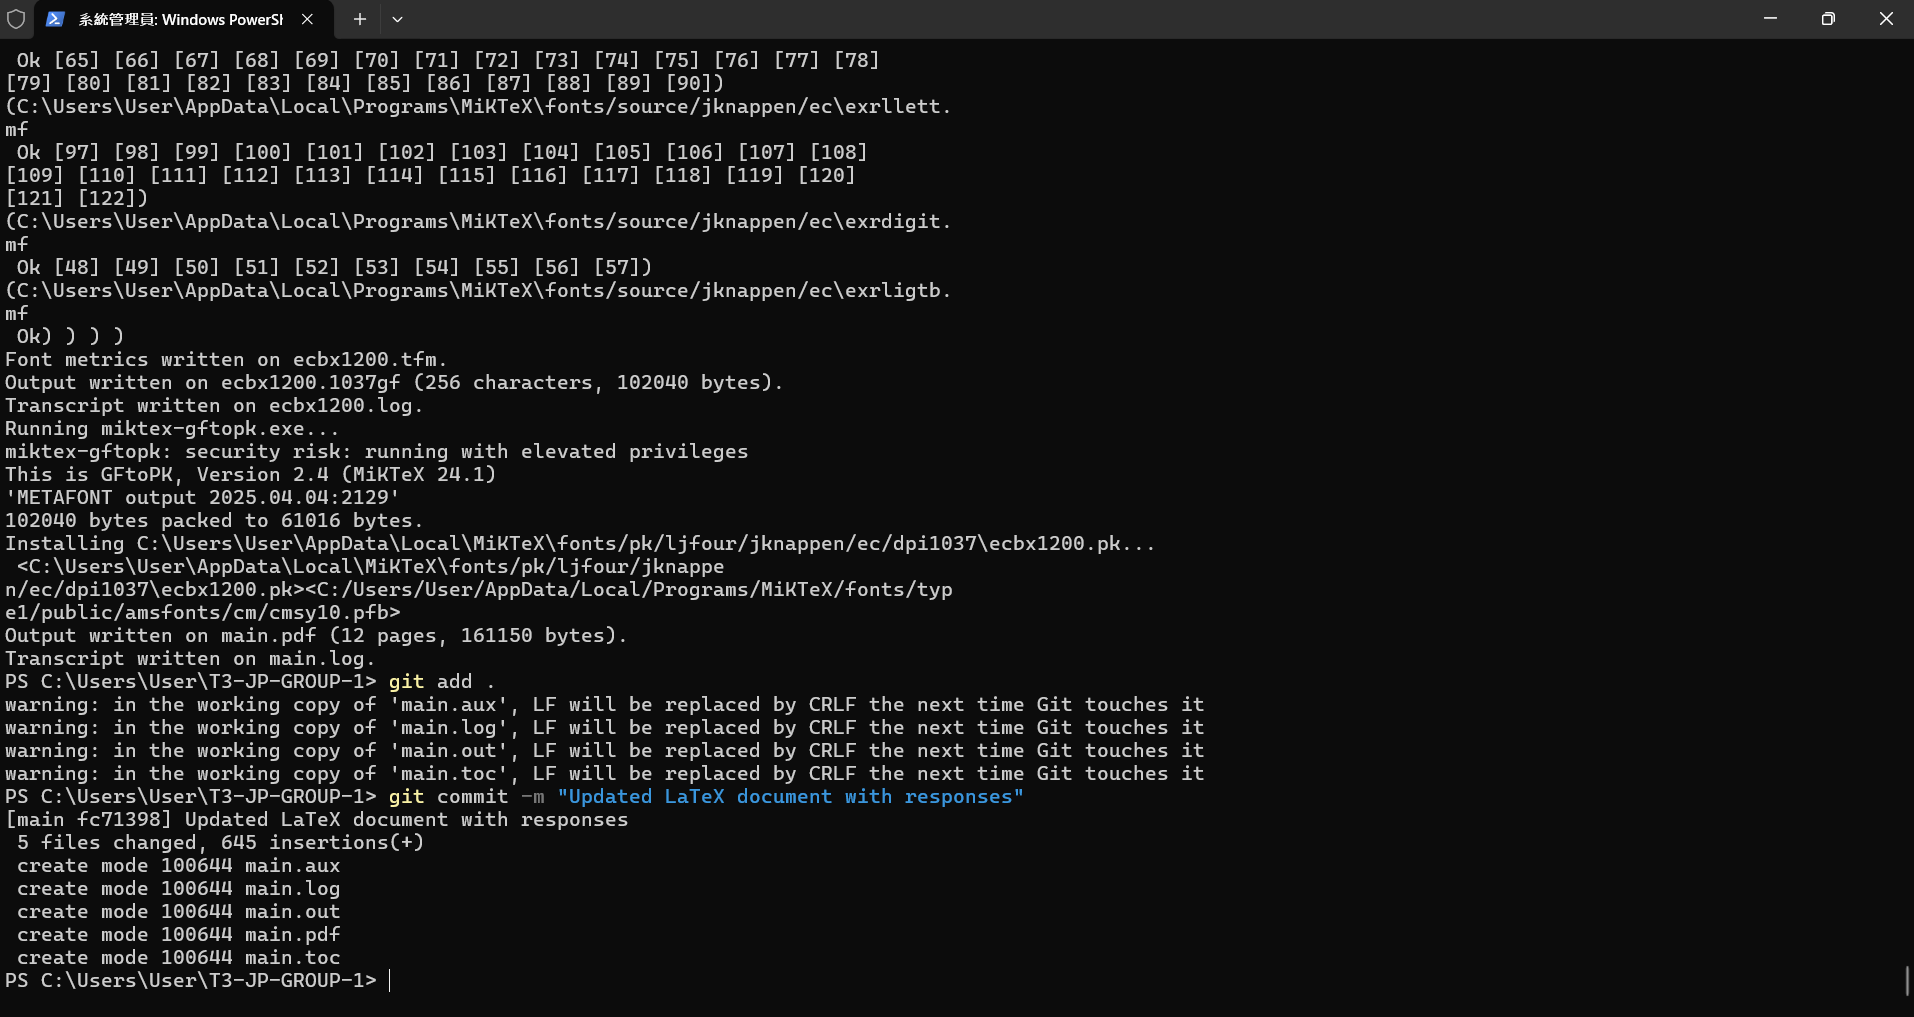 系統管理員: Windows PowerSh
Ok [65] [66] [67] [68] [69] [70] [71] [72] [73] [74] [75] [76] [77] [78]
[79] [80] [81] [82] [83] [84] [85] [86] [87] [88] [89] [90])
(C:\Users\User\AppData\Local\Programs\MiKTeX\fonts/source/jknappen/ec\exrllett.
mf
Ok [97] [98] [99] [100] [101] [102] [103] [104] [105] [106] [107] [108]
[109] [110] [111] [112] [113] [114] [115] [116] [117] [118] [119] [120]
[121] [122])
(C:\Users\User\AppData\Local\Programs\MiKTeX\fonts/source/jknappen/ec\exrdigit.
mf
Ok [48] [49] [50] [51] [52] [53] [54] [55] [56] [57])
(C:\Users\User\AppData\Local\Programs\MiKTeX\fonts/source/jknappen/ec\exrligtb.
mf
Ok) ) ) )
Font metrics written on ecbx1200.tfm.
Output written on ecbx1200.1037gf (256 characters, 102040 bytes).
Transcript written on ecbx1200.log.
Running miktex-gftopk.exe...
miktex-gftopk: security risk: running with elevated privileges
This is GFtoPK, Version 2.4 (MiKTeX 24.1)
'METAFONT output 2025.04.04:2129'
102040 bytes packed to 61016 bytes.
Installing C:\Users\User\AppData\Local\MiKTeX\fonts/pk/ljfour/jknappen/ec/dpi1037\ecbx1200.pk...
<C:\Users\User\AppData\Local\MiKTeX\fonts/pk/ljfour/jknappe
n/ec/dpi1037\ecbx1200.pk><C:/Users/User/AppData/Local/Programs/MiKTeX/fonts/typ
e1/public/amsfonts/cm/cmsy10.pfb>
Output written on main.pdf (12 pages, 161150 bytes).
Transcript written on main.log.
PS C:\Users\User\T3-JP-GROUP-1> git add .
warning: in the working copy of 'main.aux', LF will be replaced by CRLF the next time Git touches it
warning: in the working copy of 'main.log', LF will be replaced by CRLF the next time Git touches it
warning: in the working copy of 'main.out', LF will be replaced by CRLF the next time Git touches it
warning: in the working copy of 'main.toc', LF will be replaced by CRLF the next time Git touches it
PS C:\Users\User\T3-JP-GROUP-1> git commit -m "Updated LaTeX document with responses"
[main fc71398] Updated LaTeX document with responses
5 files changed, 645 insertions(+)
create mode 100644 main.aux
create mode 100644 main.log
create mode 100644 main.out
create mode 100644 main.pdf
create mode 100644 main.toc
PS C:\Users\User\T3-JP-GROUP-1>